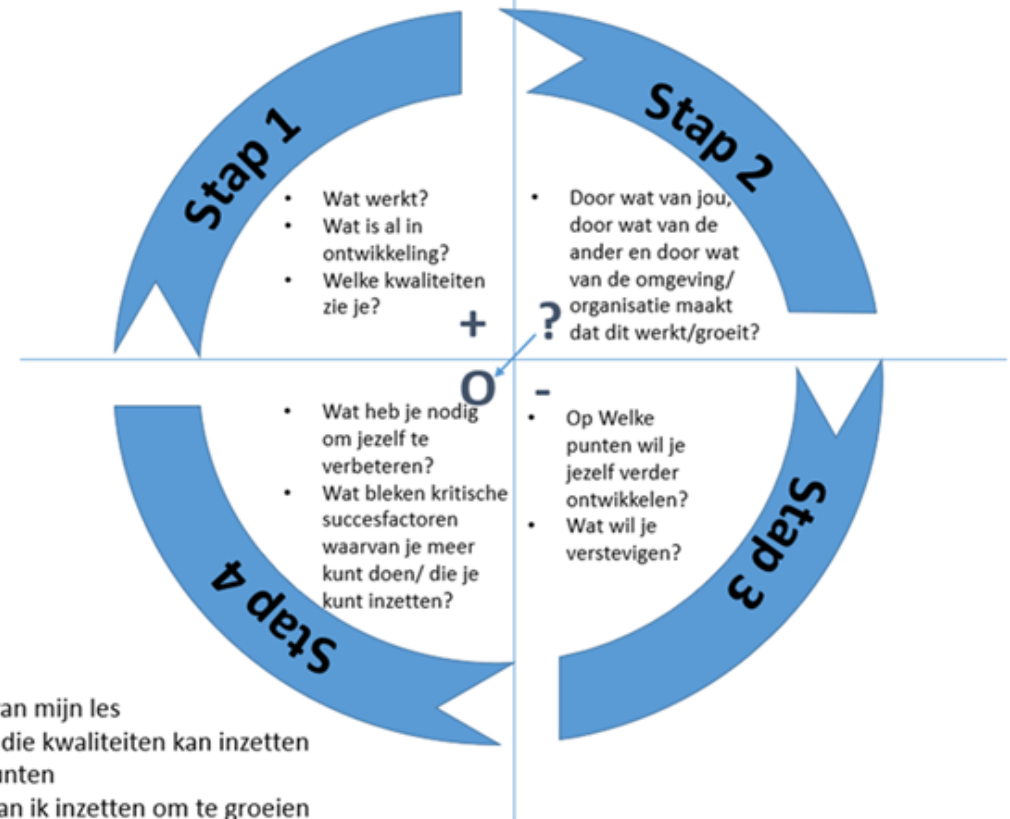 Stap 1
• Wat werkt?
• Wat is al in
ontwikkeling?
• Welke kwaliteiten
zie je?
+
Stap 2
• Door wat van jou,
door wat van de
ander en door wat
van de omgeving/
organisatie maakt
dat dit werkt/groeit?
?
Stap 3
-
• Op Welke
punten wil je
jezelf verder
ontwikkelen?
• Wat wil je
verstevigen?
Stap 4
O
• Wat heb je nodig
om jezelf te
verbeteren?
• Wat bleken kritische
succesfactoren
waarvan je meer
kunt doen/ die je
kunt inzetten?
mijn les
die kwaliteiten kan inzetten
ik inzetten om te groeien